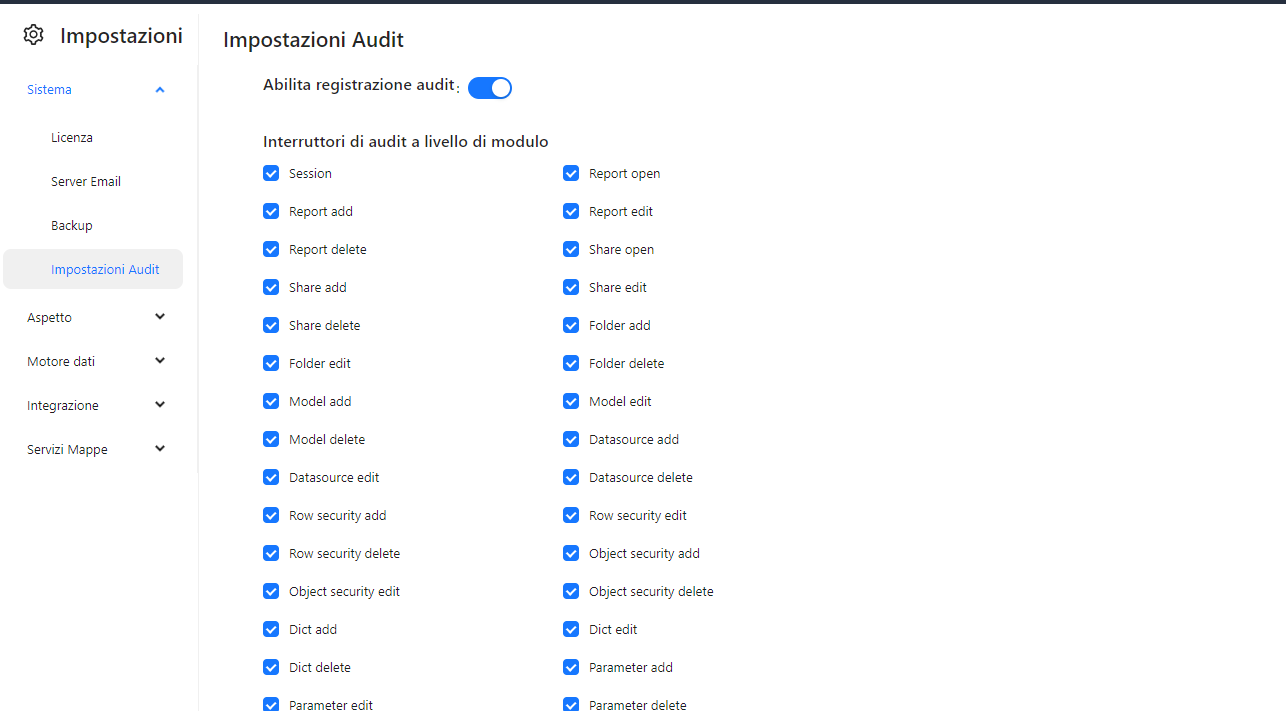 Impostazioni
Sistema
Licenza
Server Email
Backup
Impostazioni Audit
Aspetto
Motore dati
Integrazione
Servizi Mappe
Impostazioni Audit
Abilita registrazione audit:
Interruttori di audit a livello di modulo
Session
Report open
Report add
Report edit
Report delete
Share open
Share add
Share edit
Share delete
Folder add
Folder edit
Folder delete
Model add
Model edit
Model delete
Datasource add
Datasource edit
Datasource delete
Row security add
Row security edit
Row security delete
Object security add
Object security edit
Object security delete
Dict add
Dict edit
Dict delete
Parameter add
Parameter edit
Parameter delete